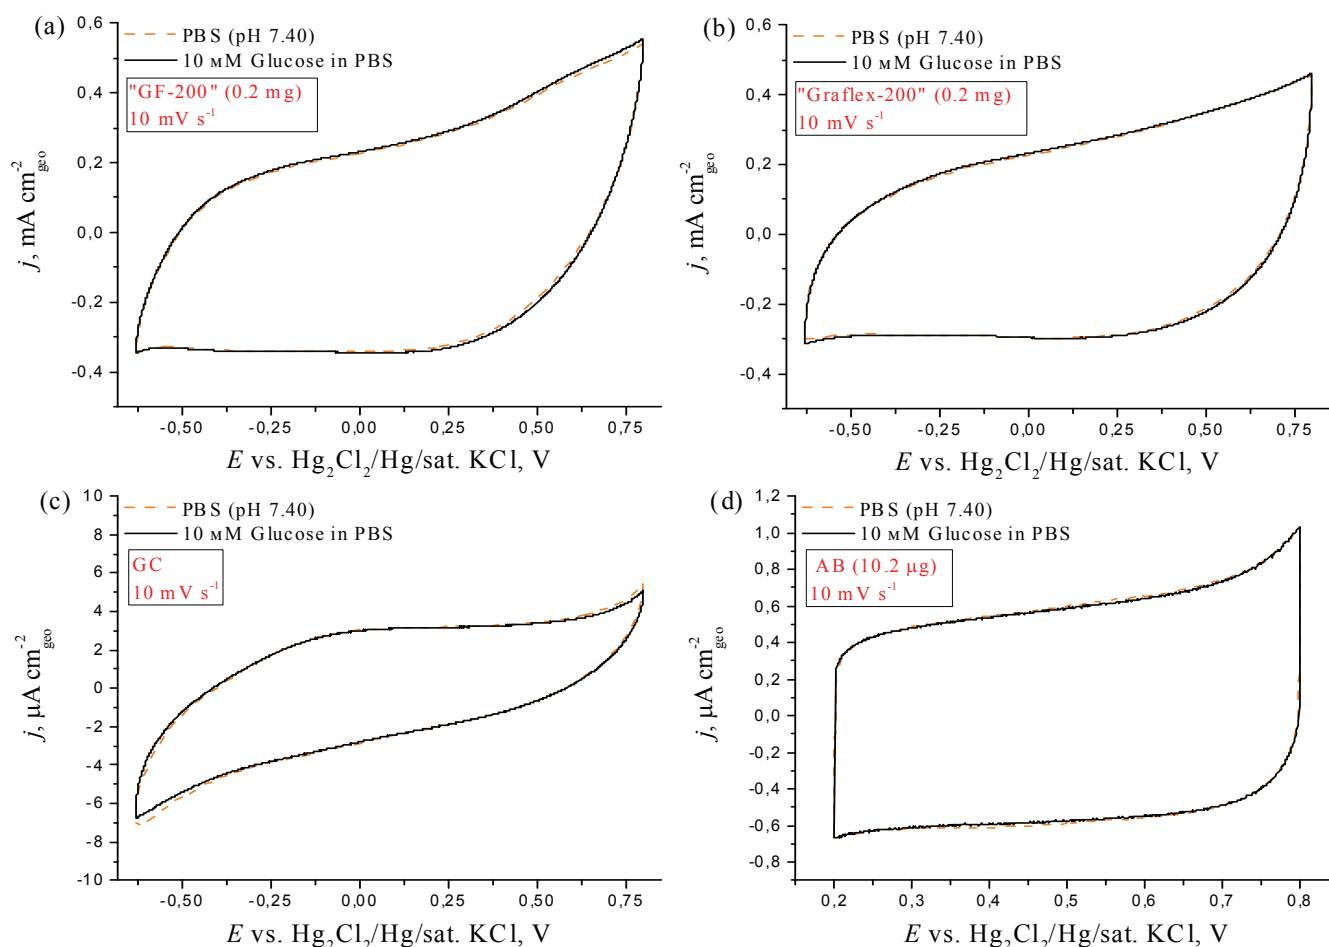 (a)
PBS (pH 7.40)
10 мM Glucose in PBS
"GF-200" (0.2 mg)
10 mV s⁻¹
0,6
0,4
0,2
0,0
-0,2
-0,4
j, mA cm⁻²geo
-0,50 -0,25 0,00 0,25 0,50 0,75
E vs. Hg₂Cl₂/Hg/sat. KCl, V
(b)
PBS (pH 7.40)
10 мM Glucose in PBS
"Graflex-200" (0.2 mg)
10 mV s⁻¹
0,6
0,4
0,2
0,0
-0,2
-0,4
j, mA cm⁻²geo
-0,50 -0,25 0,00 0,25 0,50 0,75
E vs. Hg₂Cl₂/Hg/sat. KCl, V
(c)
PBS (pH 7.40)
10 мM Glucose in PBS
GC
10 mV s⁻¹
10
8
6
4
2
0
-2
-4
-6
-8
-10
j, µA cm⁻²geo
-0,50 -0,25 0,00 0,25 0,50 0,75
E vs. Hg₂Cl₂/Hg/sat. KCl, V
(d)
PBS (pH 7.40)
10 мM Glucose in PBS
AB (10.2 µg)
10 mV s⁻¹
1,2
1,0
0,8
0,6
0,4
0,2
0,0
-0,2
-0,4
-0,6
-0,8
j, µA cm⁻²geo
0,2 0,3 0,4 0,5 0,6 0,7 0,8
E vs. Hg₂Cl₂/Hg/sat. KCl, V